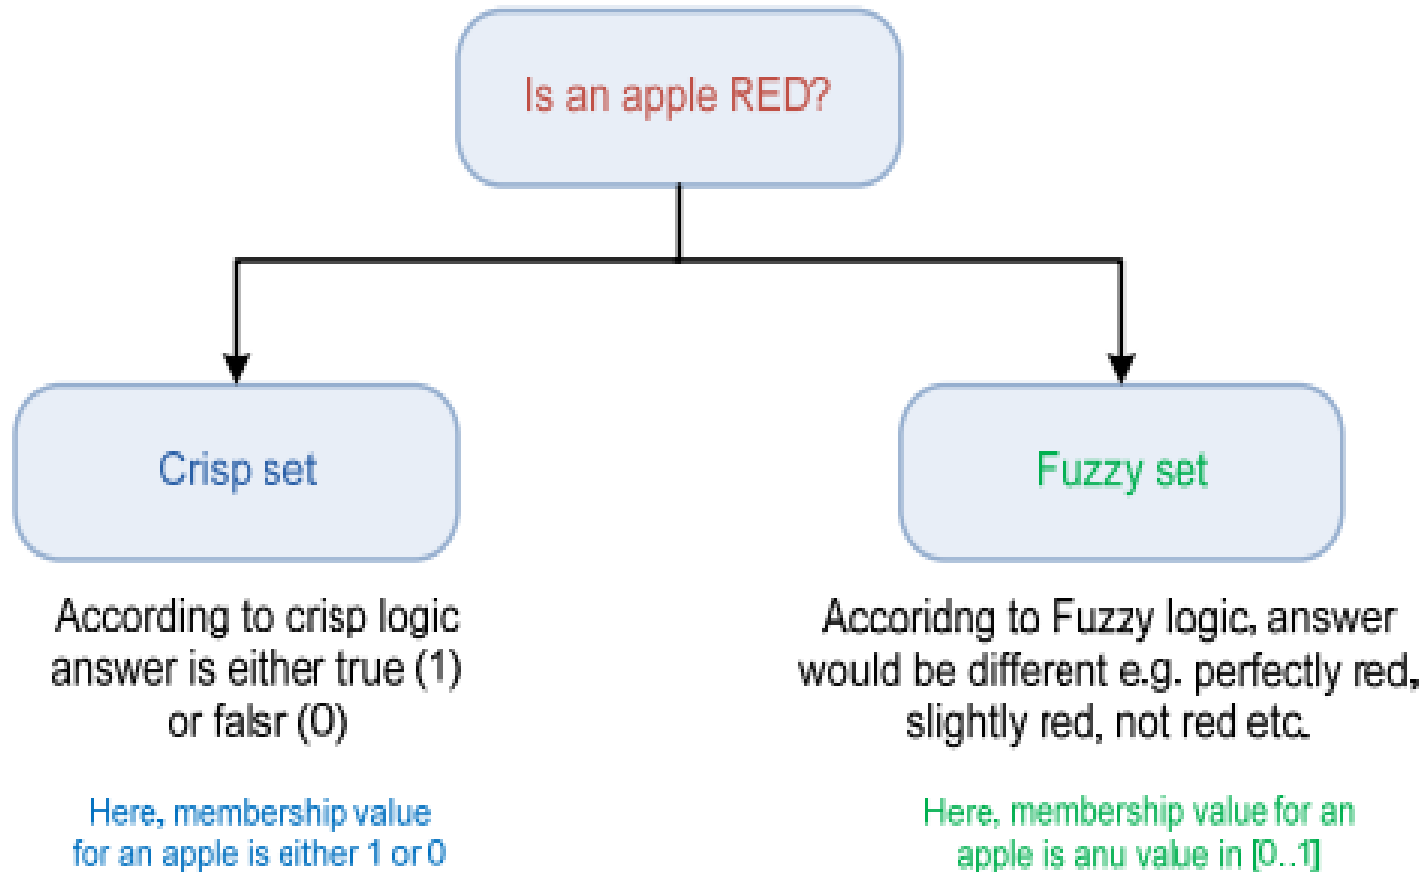 Is an apple RED?
Crisp set
Fuzzy set
According to crisp logic
answer is either true (1)
or falsr (0)
Accoridng to Fuzzy logic, answer
would be different e.g. perfectly red,
slightly red, not red etc.
Here, membership value
for an apple is either 1 or 0
Here, membership value for an
apple is anu value in [0..1]